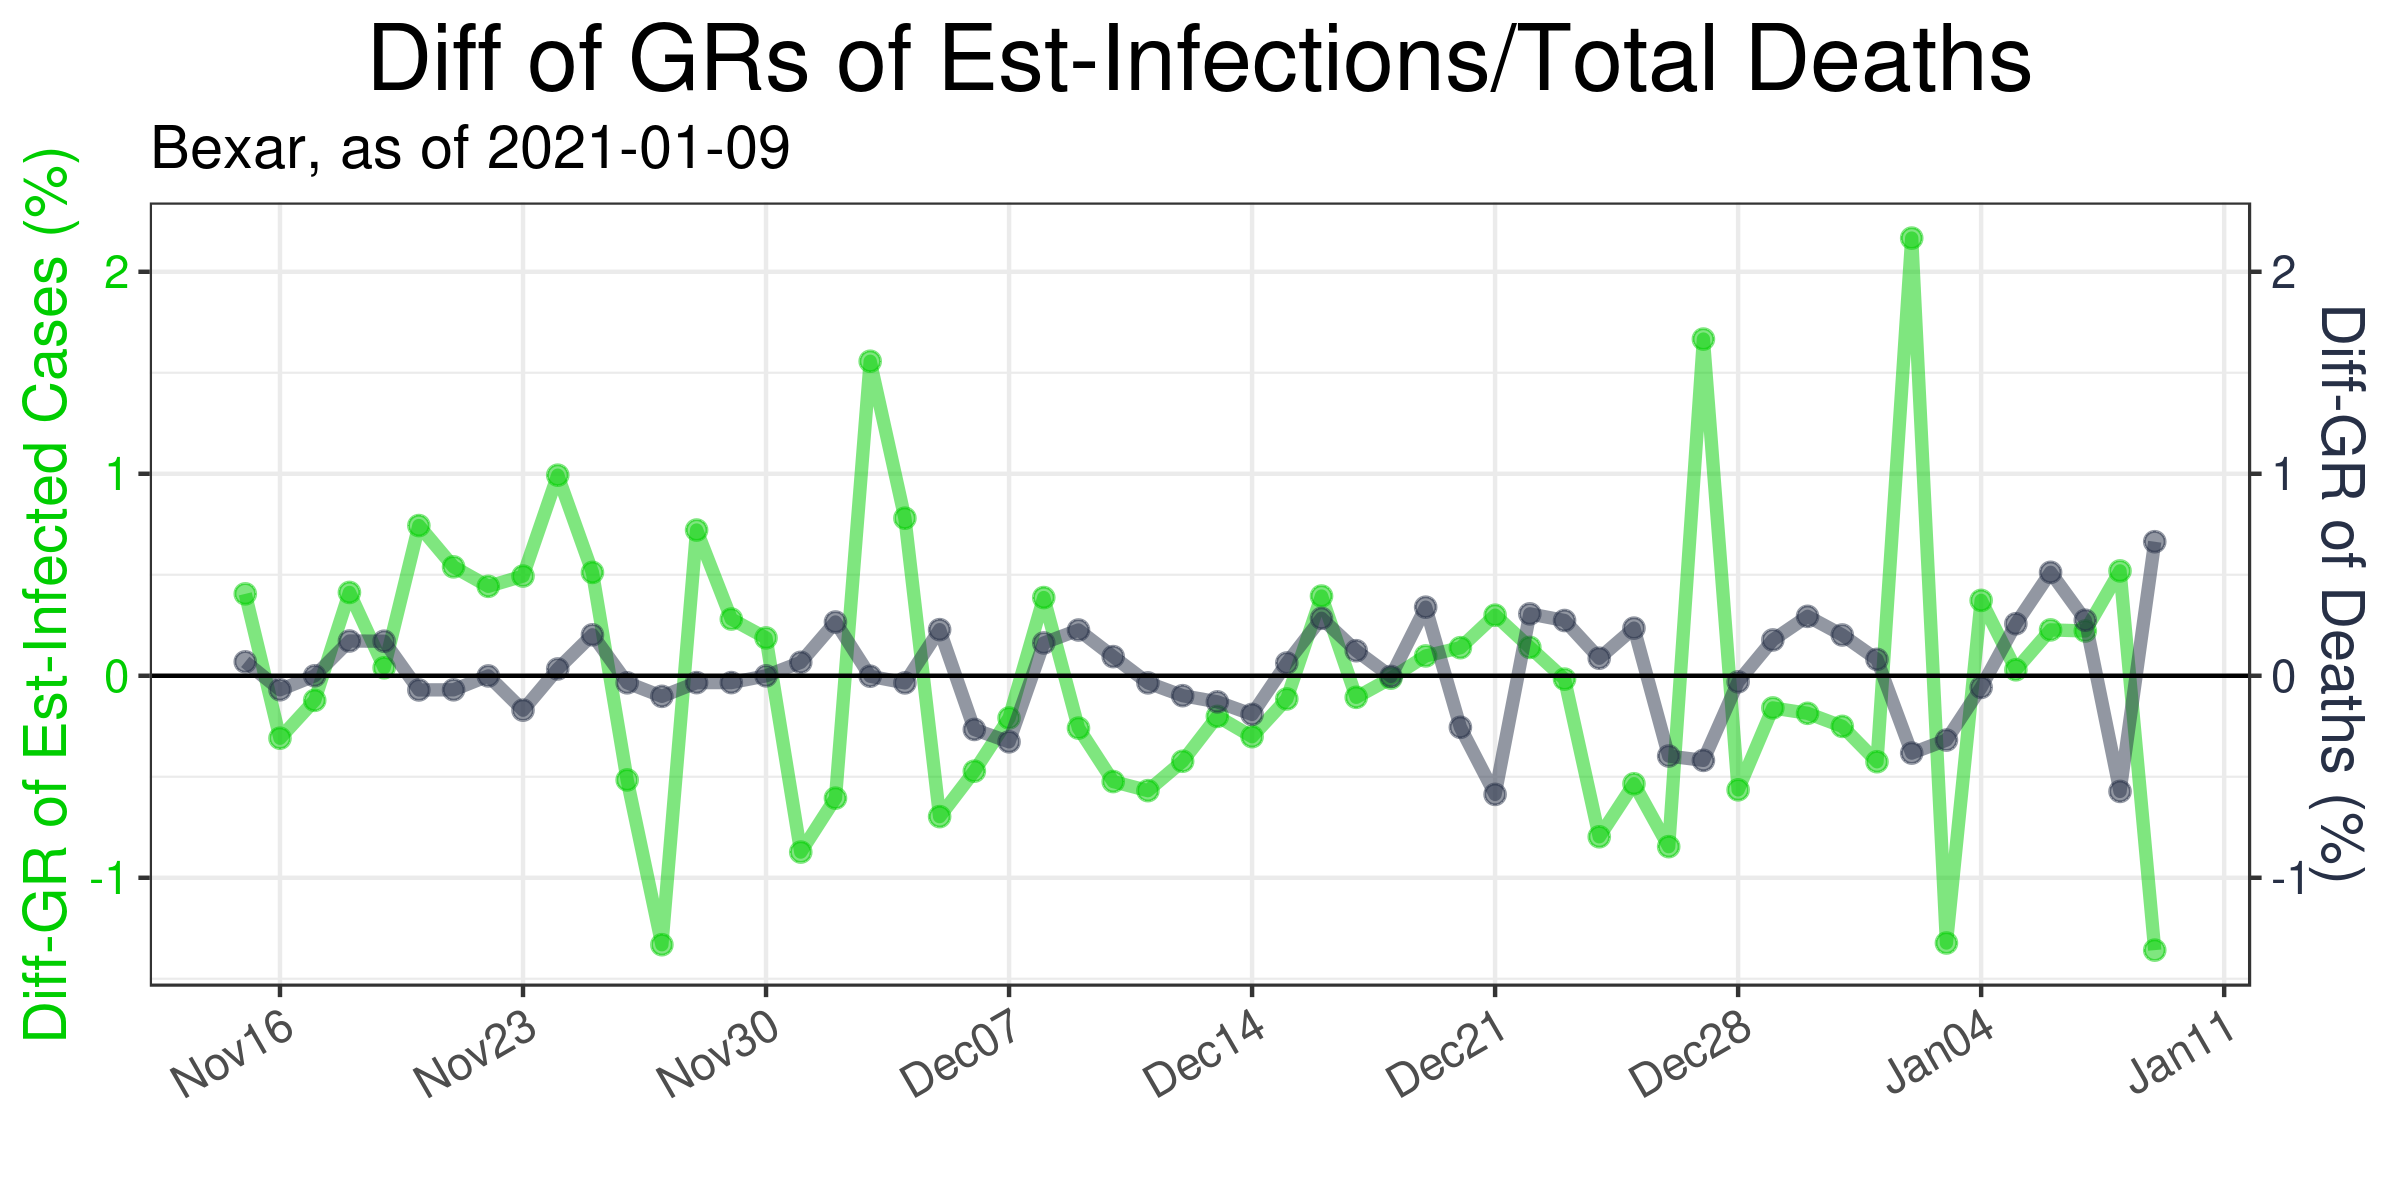 Diff of GRs of Est-Infections/Total Deaths
Bexar, as of 2021-01-09
Diff-GR of Est-Infected Cases (%)
2
1
0
-1
2
1
0
-1
Diff-GR of Deaths (%)
Nov16
Nov23
Nov30
Dec07
Dec14
Dec21
Dec28
Jan04
Jan11